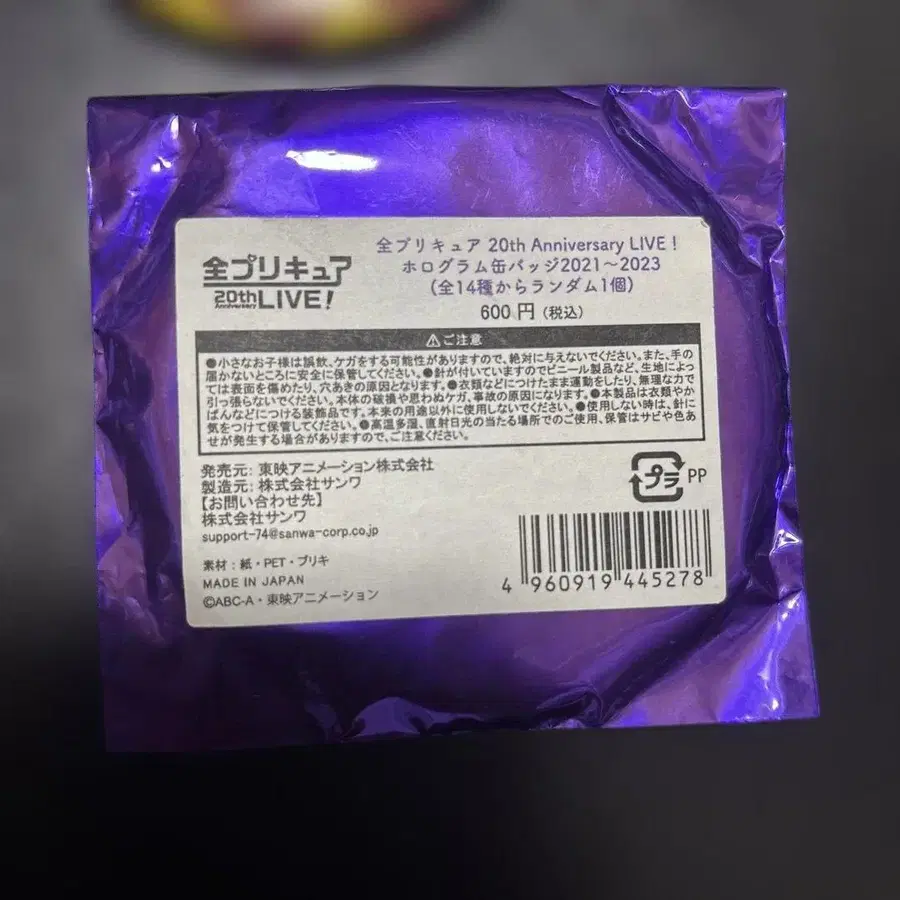 全プリキュア
20th Anniversary LIVE!
全プリキュア 20th Anniversary LIVE!
ホログラム缶バッジ2021～2023
(全14種からランダム1個)
600円(税込)
⚠ご注意
●小さなお子様は誤飲、ケガをする可能性がありますので、絶対に与えないでください。また、手の
届かないところに安全に保管してください。●針が付いていますのでビニール製品など、生地によっ
ては表面を傷めたり、穴あきの原因となります。●衣類などにつけたまま運動をしたり、無理な力で
引っ張らないでください。本体の破損や思わぬケガ、事故の原因になります。●本製品は衣類やか
ばんなどにつける装飾品です。本来の用途以外に使用しないでください。●使用しない時は、針に
気をつけて保管してください。●高温多湿、直射日光の当たる場所でのご使用、保管はサビや色あ
せが発生する場合がありますので、ご注意ください。
発売元：東映アニメーション株式会社
製造元：株式会社サンワ
【お問い合わせ先】
株式会社サンワ
support-74@sanwa-corp.co.jp
素材：紙・PET・ブリキ
MADE IN JAPAN
©ABC-A・東映アニメーション
プラ PP
4 960919 445278